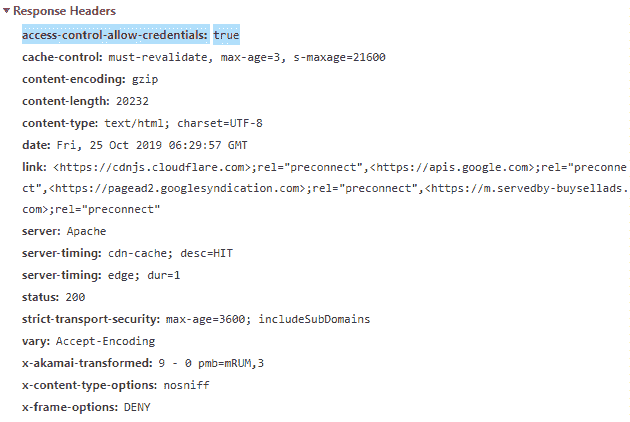 Response Headers
access-control-allow-credentials: true
cache-control: must-revalidate, max-age=3, s-maxage=21600
content-encoding: gzip
content-length: 20232
content-type: text/html; charset=UTF-8
date: Fri, 25 Oct 2019 06:29:57 GMT
link: <https://cdnjs.cloudflare.com>;rel="preconnect",<https://apis.google.com>;rel="preconne
ct",<https://pagead2.googlesyndication.com>;rel="preconnect",<https://m.servedby-buysellads.
com>;rel="preconnect"
server: Apache
server-timing: cdn-cache; desc=HIT
server-timing: edge; dur=1
status: 200
strict-transport-security: max-age=3600; includeSubDomains
vary: Accept-Encoding
x-akamai-transformed: 9 - 0 pmb=mRUM,3
x-content-type-options: nosniff
x-frame-options: DENY